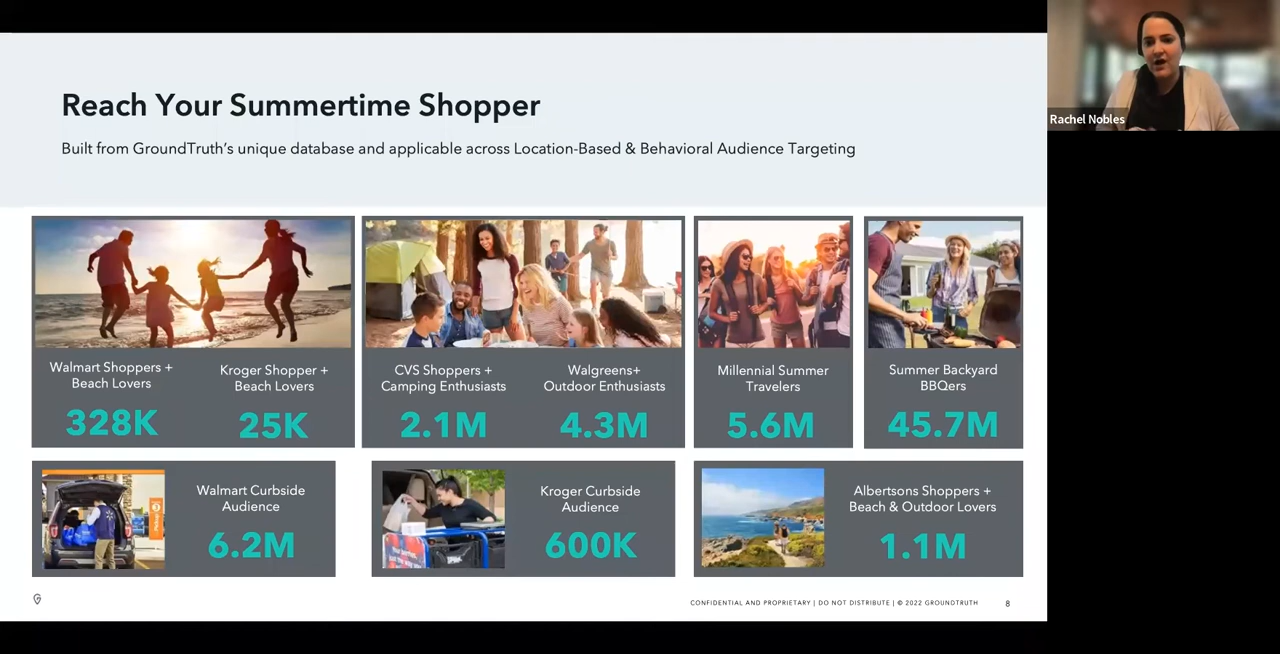 Reach Your Summertime Shopper
Built from GroundTruth's unique database and applicable across Location-Based & Behavioral Audience Targeting
Rachel Nobles
Walmart Shoppers +
Beach Lovers
328K
Kroger Shopper +
Beach Lovers
25K
CVS Shoppers +
Camping Enthusiasts
2.1M
Walgreens+
Outdoor Enthusiasts
4.3M
Millennial Summer
Travelers
5.6M
Summer Backyard
BBQers
45.7M
Walmart Curbside
Audience
6.2M
Kroger Curbside
Audience
600K
Albertsons Shoppers +
Beach & Outdoor Lovers
1.1M
CONFIDENTIAL AND PROPRIETARY | DO NOT DISTRIBUTE | © 2022 GROUNDTRUTH
8